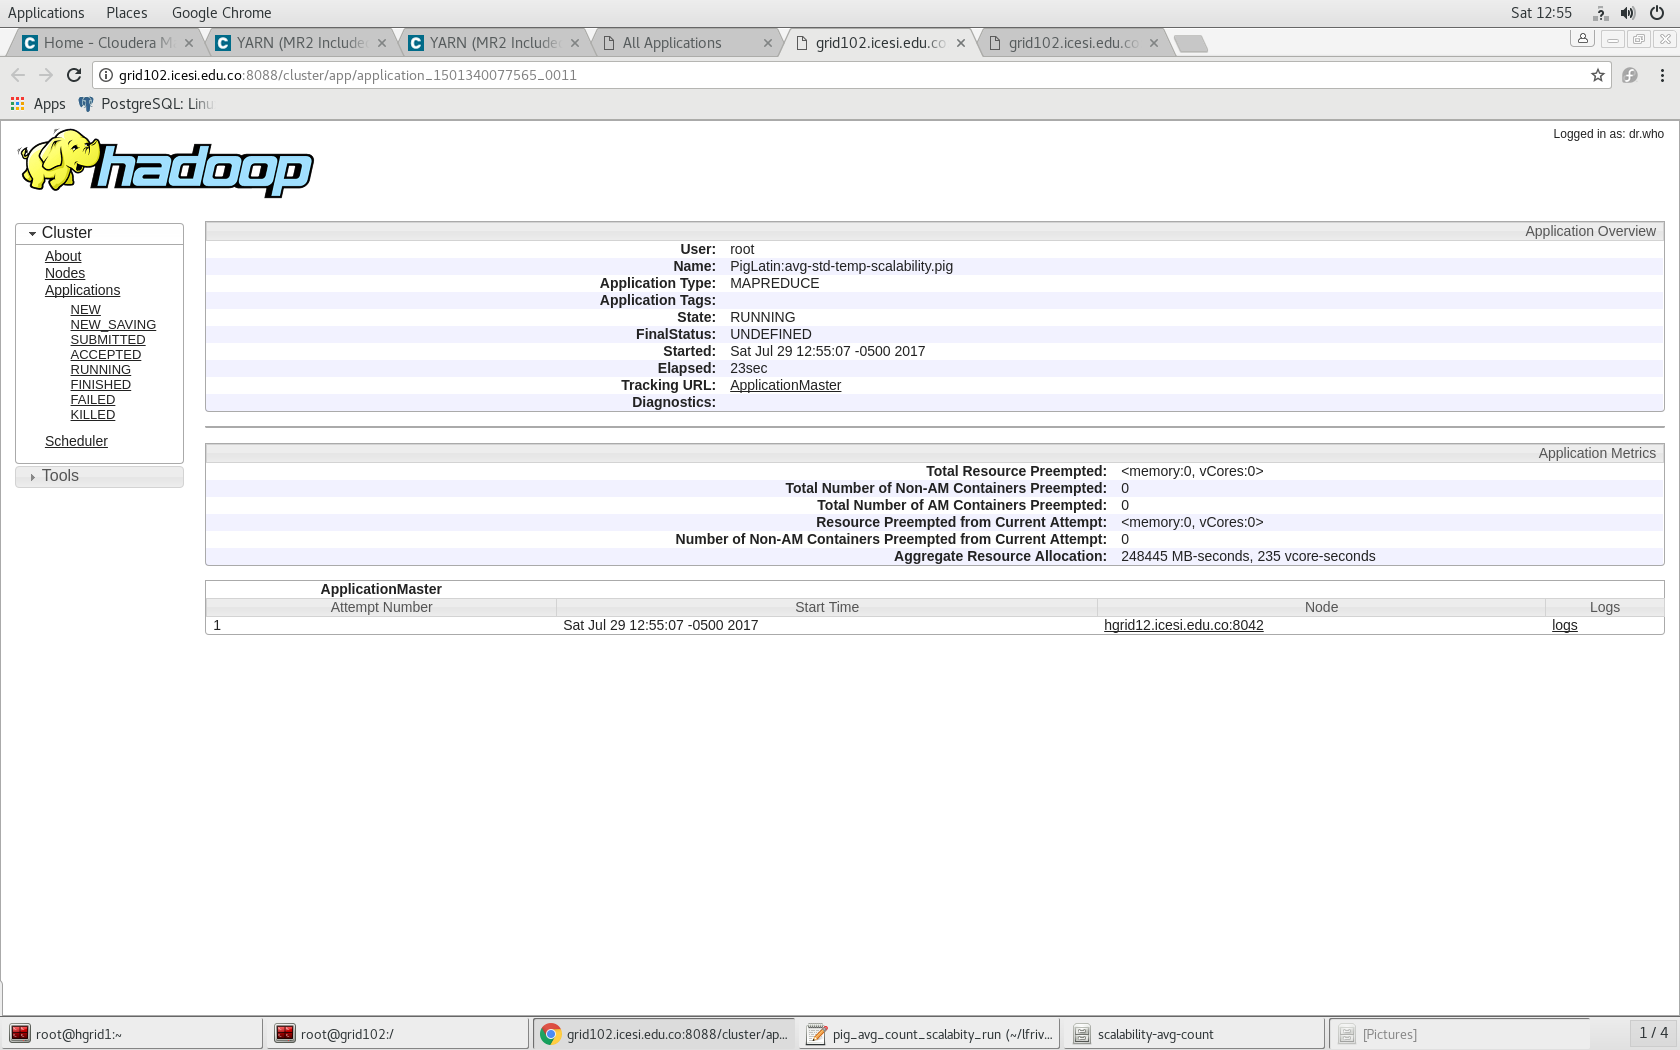 Applications Places Google Chrome Sat 12:55
Home - Cloudera M YARN (MR2 Include YARN (MR2 Include All Applications grid102.icesi.edu.co grid102.icesi.edu.co
grid102.icesi.edu.co:8088/cluster/app/application_1501340077565_0011
Apps PostgreSQL: Linu
hadoop
Logged in as: dr.who
Cluster
About
Nodes
Applications
NEW
NEW_SAVING
SUBMITTED
ACCEPTED
RUNNING
FINISHED
FAILED
KILLED
Scheduler
Tools
Application Overview
User: root
Name: PigLatin:avg-std-temp-scalability.pig
Application Type: MAPREDUCE
Application Tags:
State: RUNNING
FinalStatus: UNDEFINED
Started: Sat Jul 29 12:55:07 -0500 2017
Elapsed: 23sec
Tracking URL: ApplicationMaster
Diagnostics:
Application Metrics
Total Resource Preempted: <memory:0, vCores:0>
Total Number of Non-AM Containers Preempted: 0
Total Number of AM Containers Preempted: 0
Resource Preempted from Current Attempt: <memory:0, vCores:0>
Number of Non-AM Containers Preempted from Current Attempt: 0
Aggregate Resource Allocation: 248445 MB-seconds, 235 vcore-seconds
ApplicationMaster
Attempt Number Start Time Node Logs
1 Sat Jul 29 12:55:07 -0500 2017 hgrid12.icesi.edu.co:8042 logs
root@hgrid1:~ root@grid102:/ grid102.icesi.edu.co:8088/cluster/ap... pig_avg_count_scalabity_run (~/lfriv... scalability-avg-count [Pictures] 1 / 4